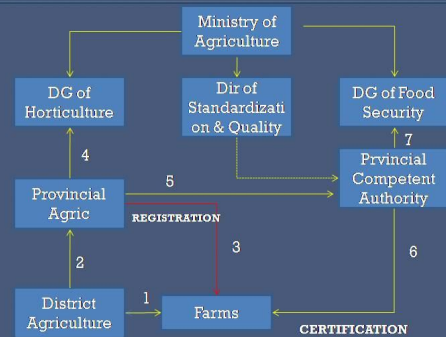 Ministry of
Agriculture
DG of
Horticulture
Dir of
Standardizati
on & Quality
DG of Food
Security
7
4
5
Provincial
Agric
Prvincial
Competent
Authority
REGISTRATION
3
6
2
1
District
Agriculture
Farms
CERTIFICATION